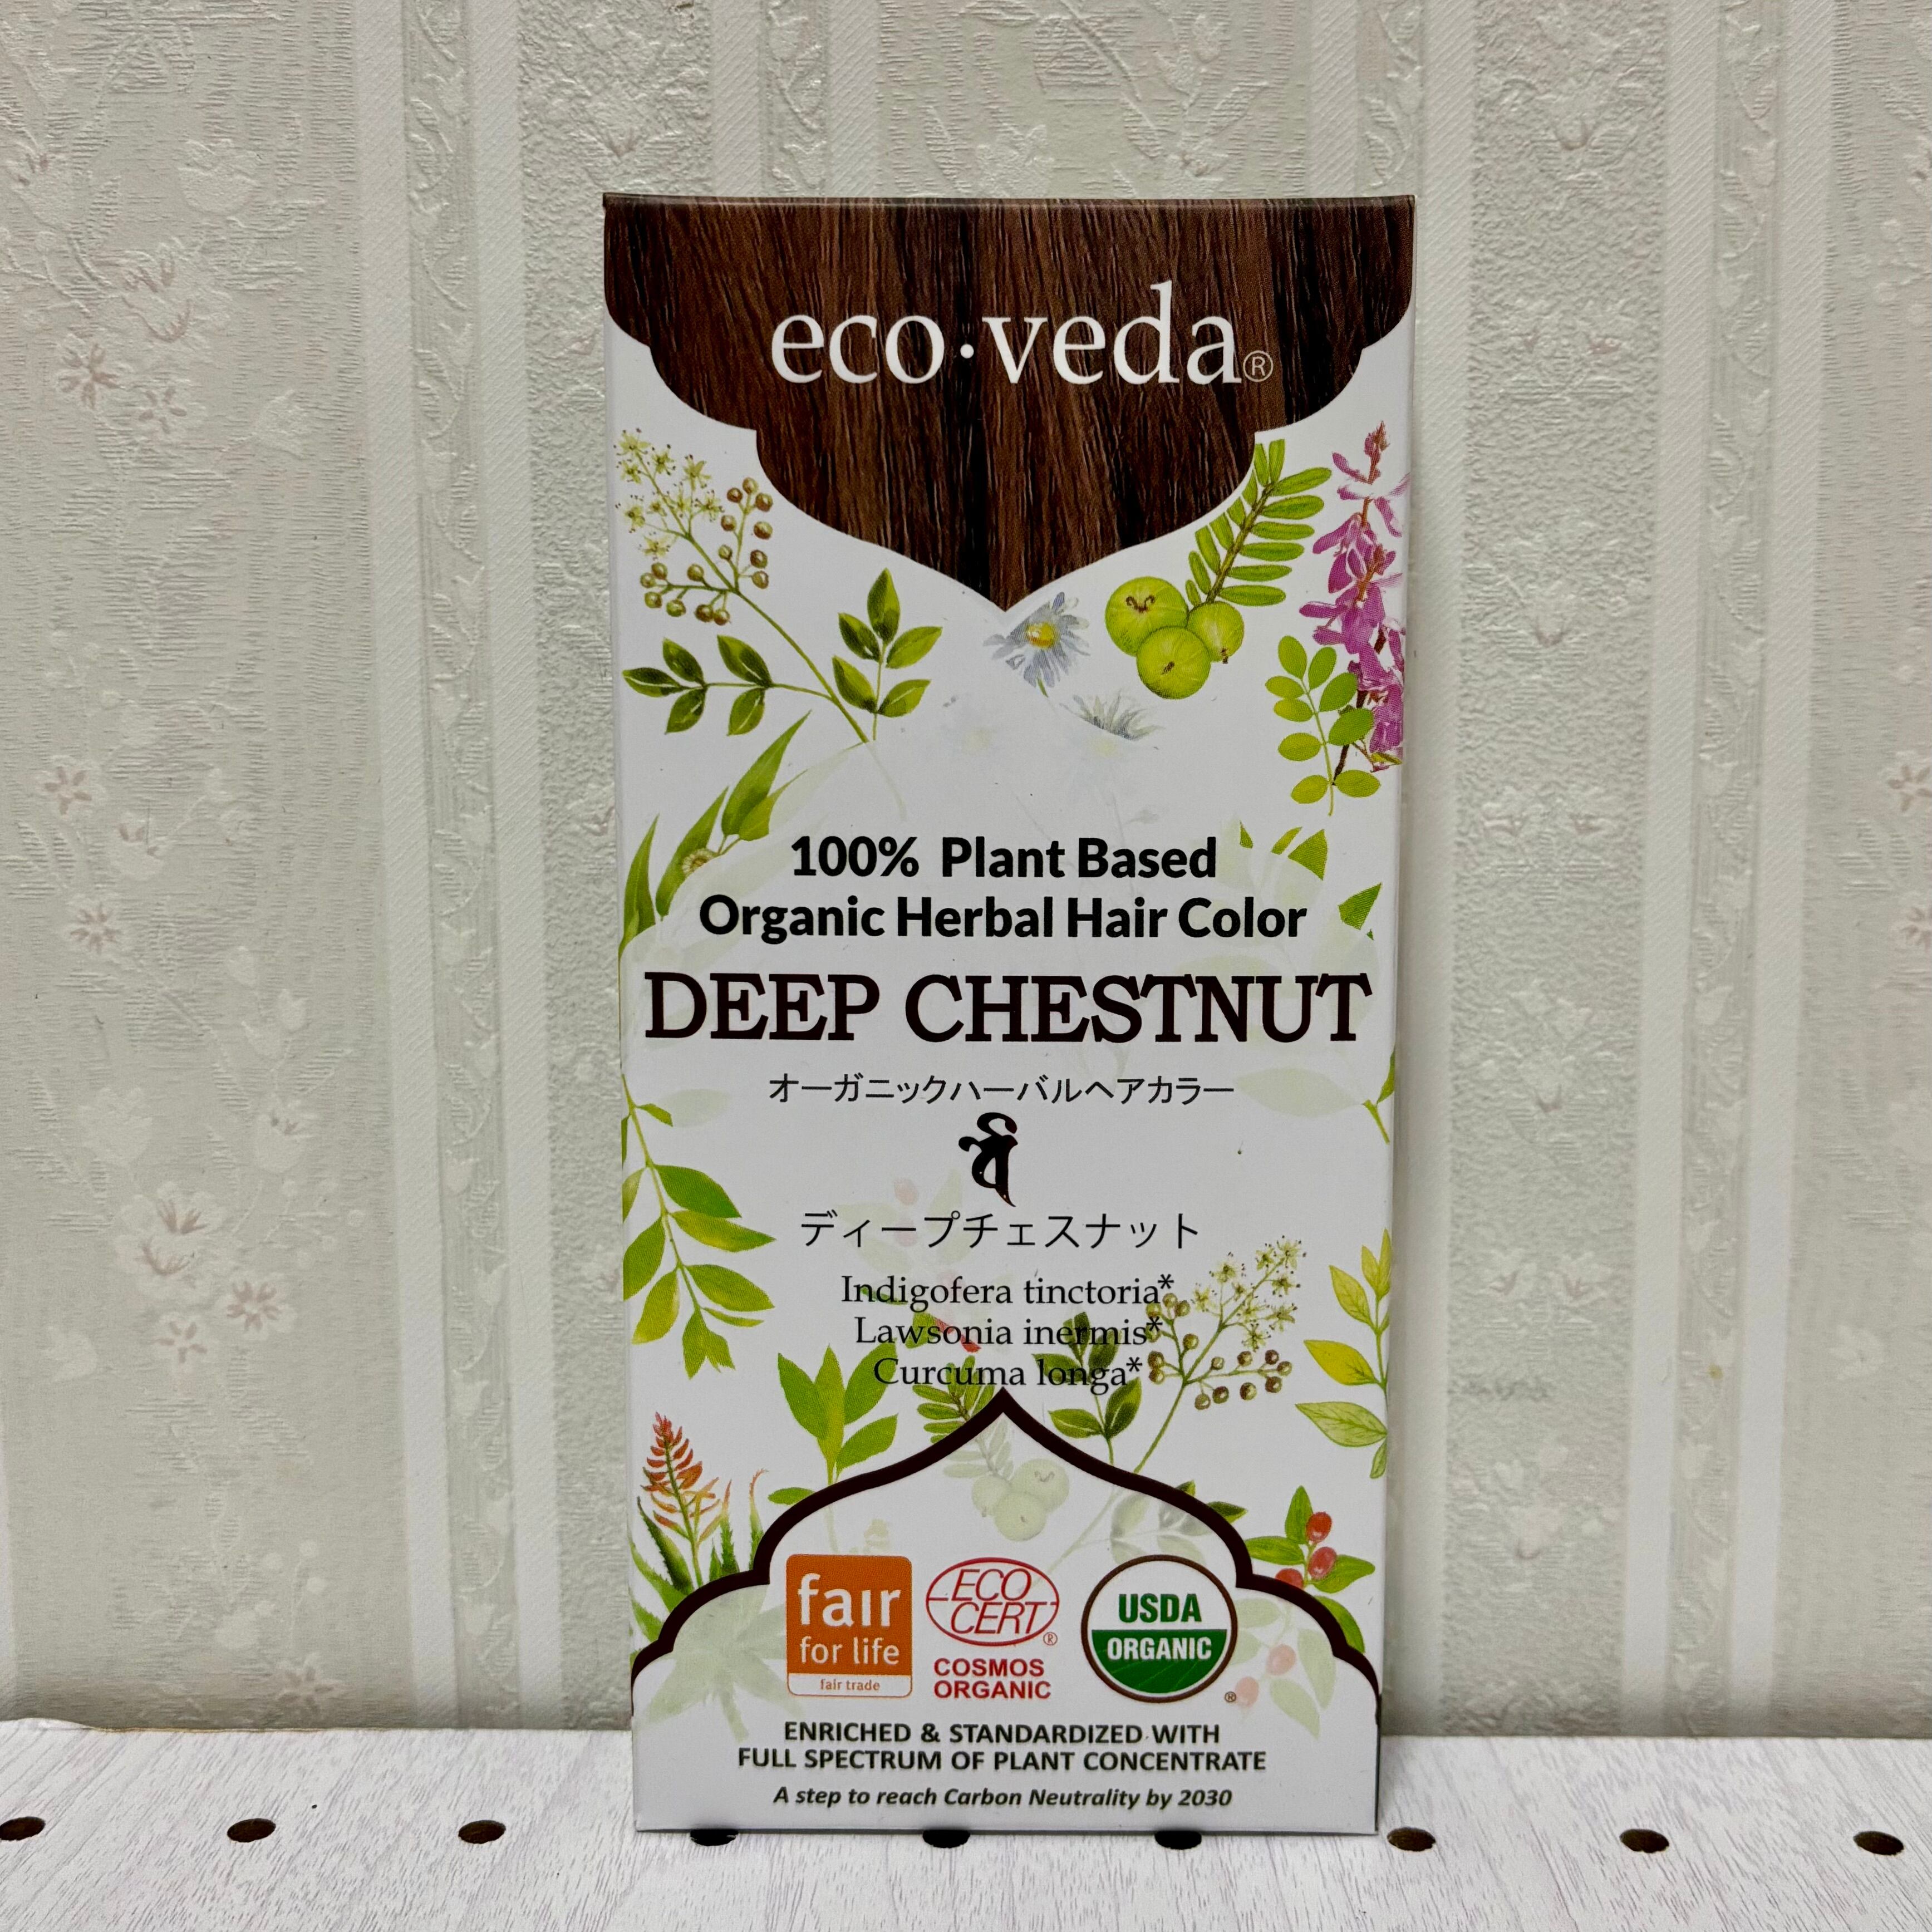 eco·veda®
100% Plant Based
Organic Herbal Hair Color
DEEP CHESTNUT
オーガニックハーバルヘアカラー
ディープチェスナット
Indigofera tinctoria*
Lawsonia inermis*
Curcuma longa*
fair
for life
fair trade
ECO
CERT®
COSMOS
ORGANIC
USDA
ORGANIC
®
ENRICHED & STANDARDIZED WITH
FULL SPECTRUM OF PLANT CONCENTRATE
A step to reach Carbon Neutrality by 2030